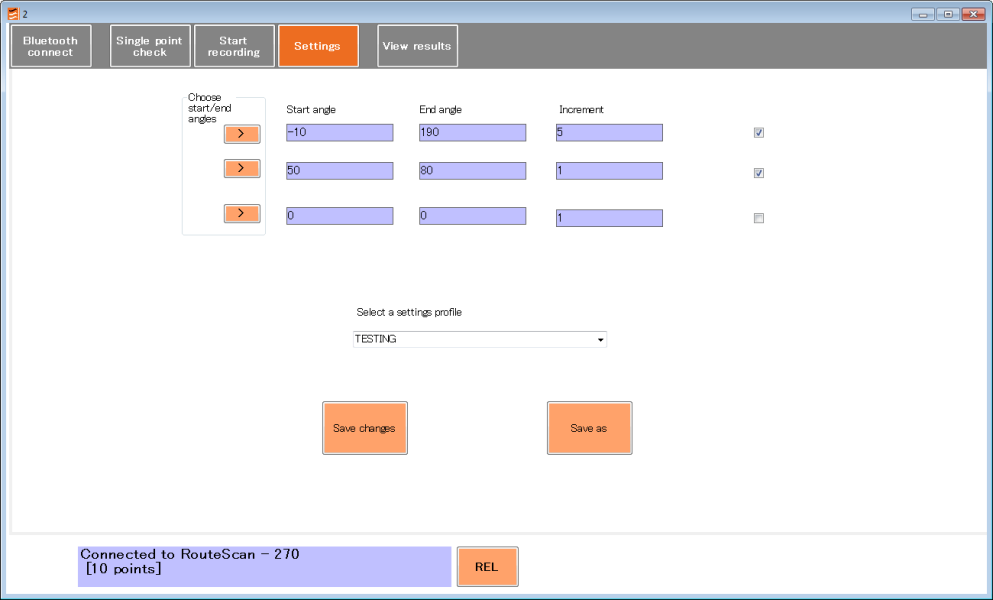 2
Bluetooth
connect
Single point
check
Start
recording
Settings
View results
Choose
start/end
angles
Start angle
End angle
Increment
>
-10
190
5
>
50
80
1
>
0
0
1
Select a settings profile
TESTING
Save changes
Save as
Connected to RouteScan - 270
[10 points]
REL